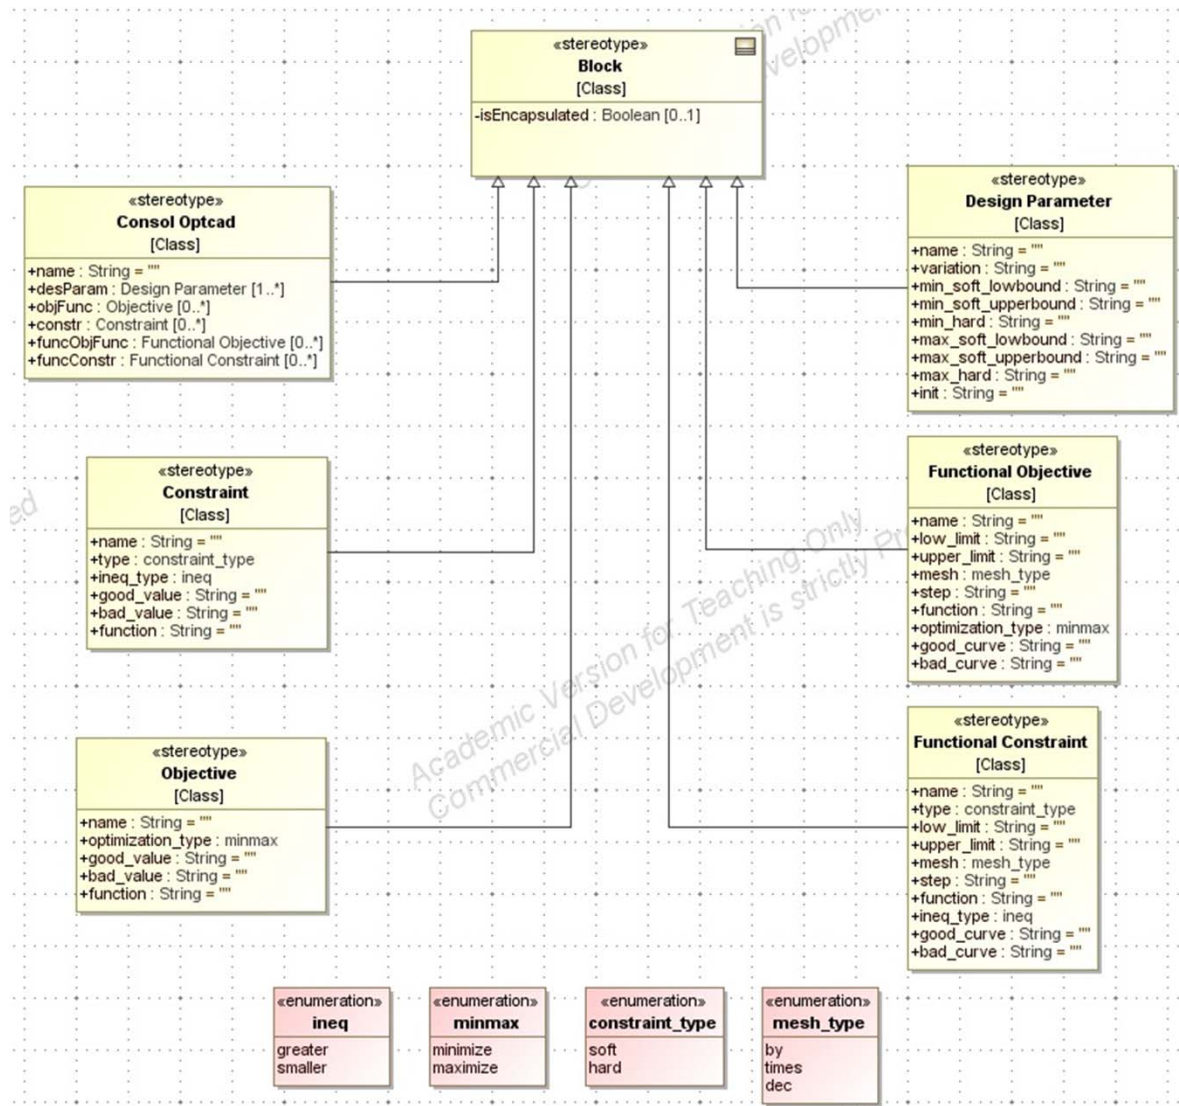 «stereotype»
Block
[Class]
-isEncapsulated : Boolean [0..1]
«stereotype»
Consol Optcad
[Class]
+name : String = ""
+desParam : Design Parameter [1..*]
+objFunc : Objective [0..*]
+constr : Constraint [0..*]
+funcObjFunc : Functional Objective [0..*]
+funcConstr : Functional Constraint [0..*]
«stereotype»
Design Parameter
[Class]
+name : String = ""
+variation : String = ""
+min_soft_lowbound : String = ""
+min_soft_upperbound : String = ""
+min_hard : String = ""
+max_soft_lowbound : String = ""
+max_soft_upperbound : String = ""
+max_hard : String = ""
+init : String = ""
«stereotype»
Constraint
[Class]
+name : String = ""
+type : constraint_type
+ineq_type : ineq
+good_value : String = ""
+bad_value : String = ""
+function : String = ""
«stereotype»
Functional Objective
[Class]
+name : String = ""
+low_limit : String = ""
+upper_limit : String = ""
+mesh : mesh_type
+step : String = ""
+function : String = ""
+optimization_type : minmax
+good_curve : String = ""
+bad_curve : String = ""
«stereotype»
Objective
[Class]
+name : String = ""
+optimization_type : minmax
+good_value : String = ""
+bad_value : String = ""
+function : String = ""
«stereotype»
Functional Constraint
[Class]
+name : String = ""
+type : constraint_type
+low_limit : String = ""
+upper_limit : String = ""
+mesh : mesh_type
+step : String = ""
+function : String = ""
+ineq_type : ineq
+good_curve : String = ""
+bad_curve : String = ""
«enumeration»
ineq
greater
smaller
«enumeration»
minmax
minimize
maximize
«enumeration»
constraint_type
soft
hard
«enumeration»
mesh_type
by
times
dec
Academic Version for Teaching Only
Commercial Development is strictly